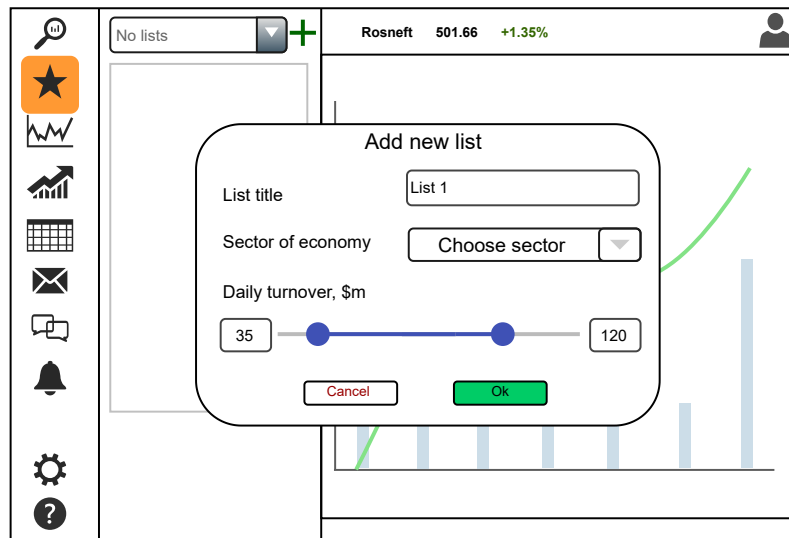 No lists
Rosneft 501.66 +1.35%
Add new list
List title
List 1
Sector of economy
Choose sector
Daily turnover, $m
35
120
Cancel
Ok
?